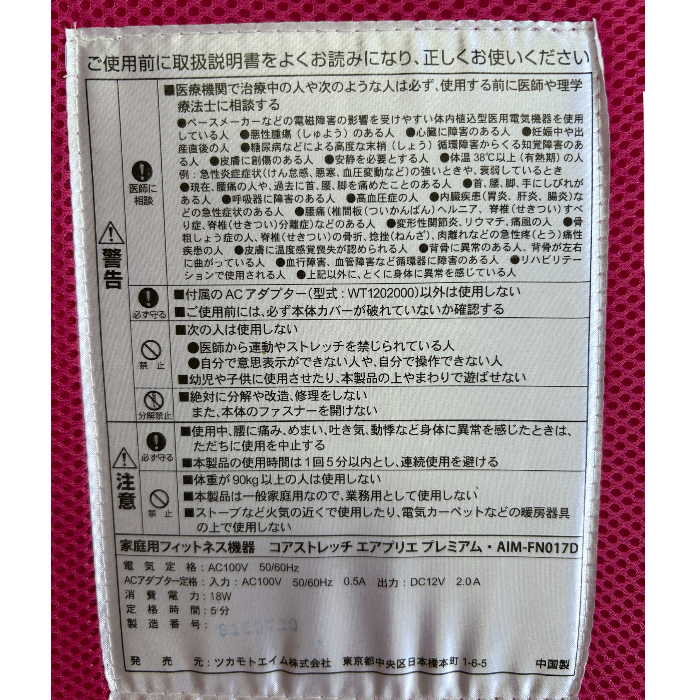 ご使用前に取扱説明書をよくお読みになり、正しくお使いください
警告
医師に
相談
■医療機関で治療中の人や次のような人は必ず、使用する前に医師や理学
療法士に相談する
●ペースメーカーなどの電磁障害の影響を受けやすい体内植込型医用電気機器を使用
している人 ●悪性腫瘍（しゅよう）のある人 ●心臓に障害のある人 ●妊娠中や出
産直後の人 ●糖尿病などによる高度な末梢（しょう）循環障害からくる知覚障害のあ
る人 ●皮膚に創傷のある人 ●安静を必要とする人 ●体温38℃以上（有熱期）の人
例：急性炎症症状（けん怠感、悪寒、血圧変動など）の強いときや、衰弱しているとき
●現在、腰痛の人や、過去に首、腰、脚を痛めたことのある人 ●首、腰、脚、手にしびれが
ある人 ●呼吸器に障害のある人 ●高血圧症の人 ●内臓疾患（胃炎、肝炎、腸炎）な
どの急性症状のある人 ●腰痛（椎間板（ついかんばん）ヘルニア、脊椎（せきつい）すべ
り症、脊椎（せきつい）分離症）などのある人 ●変形性関節炎、リウマチ、痛風の人 ●骨
粗しょう症の人、脊椎（せきつい）の骨折、捻挫（ねんざ）、肉離れなどの急性疼（とう）痛性
疾患の人 ●皮膚に温度感覚喪失が認められる人 ●背骨に異常のある人、背骨が左右
に曲がっている人 ●血行障害、血管障害など循環器に障害のある人 ●リハビリテー
ションで使用される人 ●上記以外に、とくに身体に異常を感じている人
必ず守る
■付属のACアダプター（型式：WT1202000）以外は使用しない
■ご使用前には、必ず本体カバーが破れていないか確認する
禁止
■次の人は使用しない
●医師から運動やストレッチを禁じられている人
●自分で意思表示ができない人や、自分で操作できない人
■幼児や子供に使用させたり、本製品の上やまわりで遊ばせない
分解禁止
■絶対に分解や改造、修理をしない
また、本体のファスナーを開けない
注意
必ず守る
■使用中、腰に痛み、めまい、吐き気、動悸など身体に異常を感じたときは、
ただちに使用を中止する
■本製品の使用時間は1回5分以内とし、連続使用を避ける
禁止
■体重が90kg以上の人は使用しない
■本製品は一般家庭用なので、業務用として使用しない
■ストーブなど火気の近くで使用したり、電気カーペットなどの暖房器具
の上で使用しない
家庭用フィットネス機器 コアストレッチ エアプリエ プレミアム・AIM-FN017D
電気定格：AC100V 50/60Hz
ACアダプター定格：入力：AC100V 50/60Hz 0.5A 出力：DC12V 2.0A
消費電力：18W
定格時間：5分
製造番号：
発売元：ツカモトエイム株式会社 東京都中央区日本橋本町1-6-5 中国製